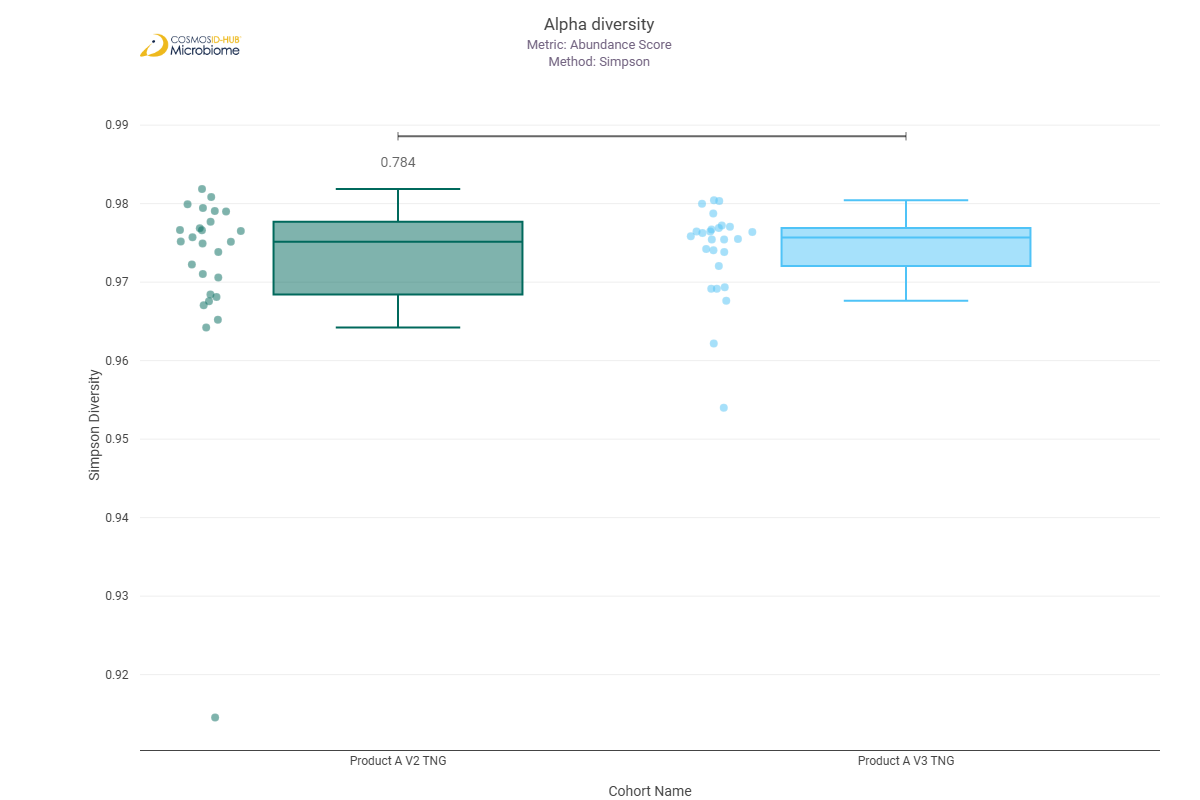 Alpha diversity
Metric: Abundance Score
Method: Simpson
COSMOSID-HUB
Microbiome
0.99
0.98
0.97
0.96
0.95
0.94
0.93
0.92
Simpson Diversity
0.784
Product A V2 TNG
Product A V3 TNG
Cohort Name